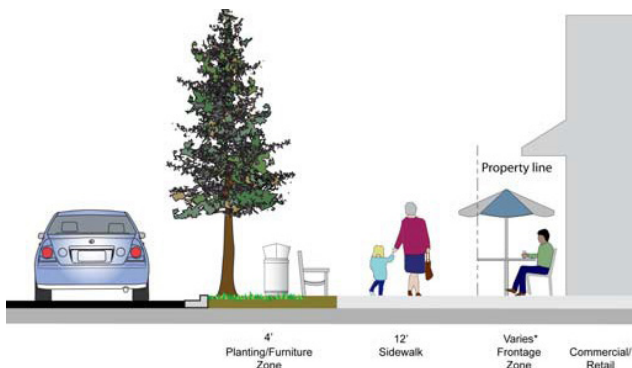 Property line
4'
Planting/Furniture
Zone
12'
Sidewalk
Varies*
Frontage
Zone
Commercial/
Retail